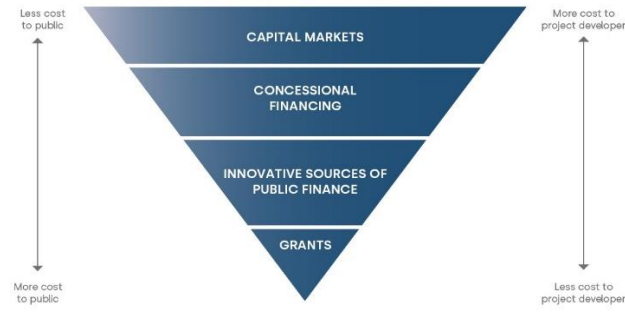 Less cost
to public
More cost to
project developer
CAPITAL MARKETS
CONCESSIONAL
FINANCING
INNOVATIVE SOURCES OF
PUBLIC FINANCE
GRANTS
More cost
to public
Less cost to
project developer